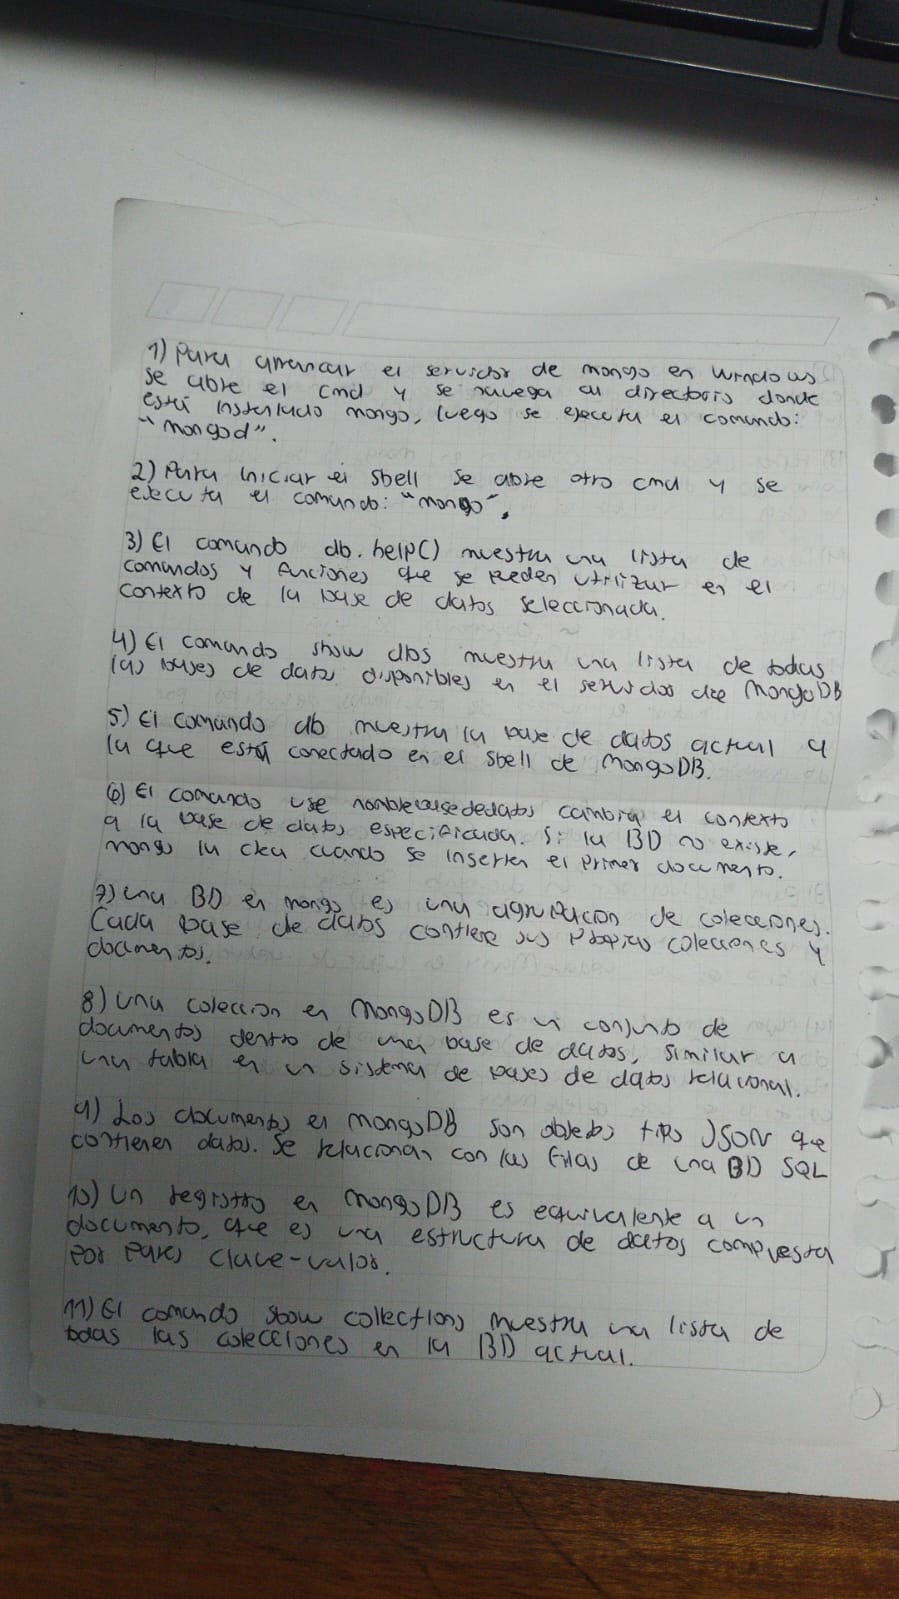 1) Para arrancar el servidor de mongo en Windows
se abre el cmd y se navega al directorio donde
está instalado mongo, luego se ejecuta el comando:
"mongod".
2) Para iniciar el shell se abre otro cmd y se
ejecuta el comando: "mongo".
3) El comando db.help() muestra una lista de
comandos y funciones que se pueden utilizar en el
contexto de la base de datos seleccionada.
4) El comando show dbs muestra una lista de todas
las bases de datos disponibles en el servidor de MongoDB
5) El comando db muestra la base de datos actual a
la que está conectado en el shell de MongoDB.
6) El comando use nombrebasededatos cambia el contexto
a la base de datos especificada. Si la BD no existe,
mongo la crea cuando se inserten el primer documento.
7) Una BD en mongo es una agrupación de colecciones.
Cada base de datos contiene sus propias colecciones y
documentos.
8) Una colección en MongoDB es un conjunto de
documentos dentro de una base de datos, similar a
una tabla en un sistema de bases de datos relacional.
9) Los documentos en MongoDB son objetos tipo JSON que
contienen datos. Se relacionan con las filas de una BD SQL
10) Un registro en MongoDB es equivalente a un
documento, que es una estructura de datos compuesta
por pares clave-valor.
11) El comando show collections muestra una lista de
todas las colecciones en la BD actual.